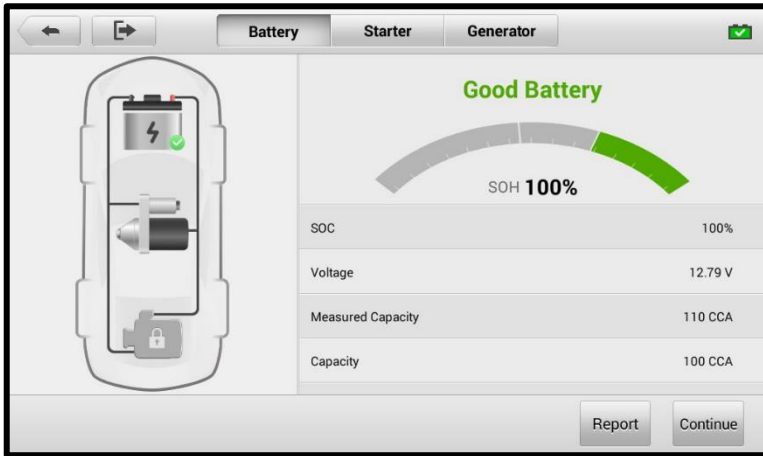 Battery Starter Generator
Good Battery
SOH 100%
SOC 100%
Voltage 12.79 V
Measured Capacity 110 CCA
Capacity 100 CCA
Report Continue